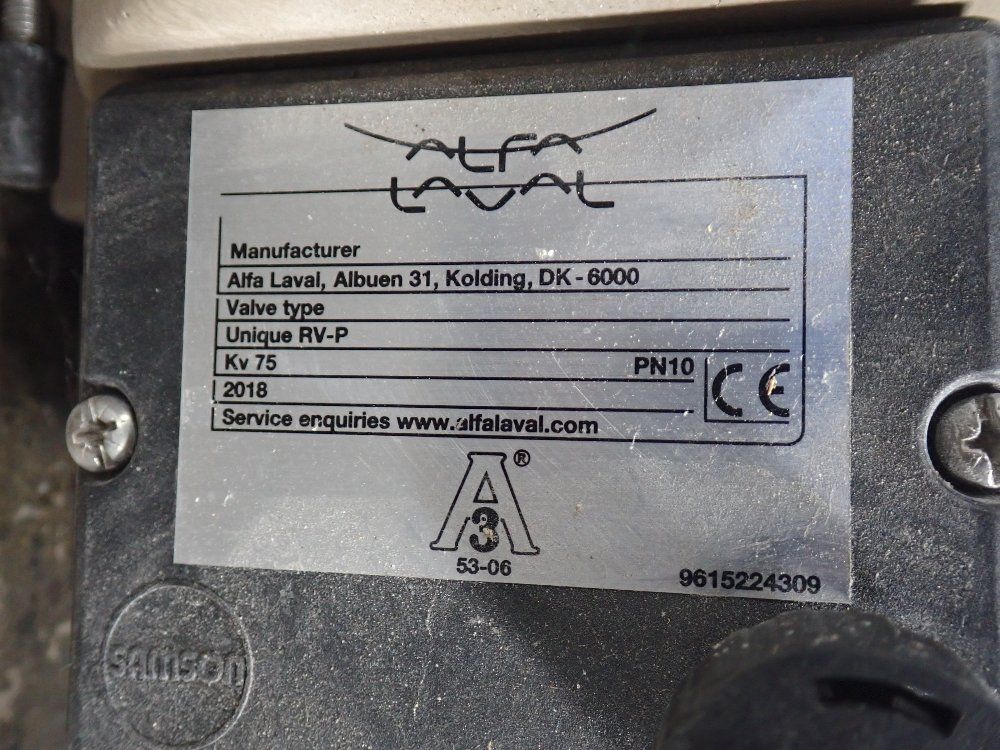 ALFA
LAVAL
Manufacturer
Alfa Laval, Albuen 31, Kolding, DK - 6000
Valve type
Unique RV-P
Kv 75 PN10
CE
2018
Service enquiries www.alfalaval.com
A®
3
53-06
9615224309
SAMSON